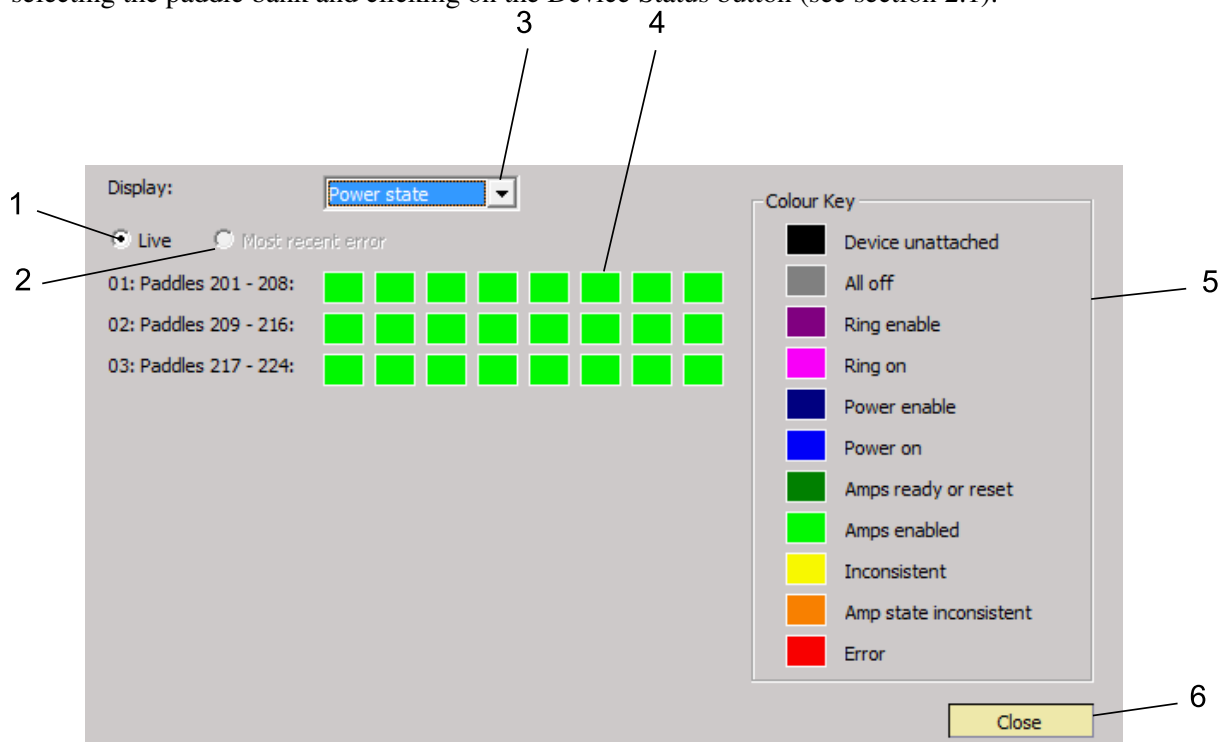 selecting the paddle bank and clicking on the Device Status button (see section 2.1).
3 4
Display: Power state
1
Live Most recent error
2
01: Paddles 201 - 208:
02: Paddles 209 - 216:
03: Paddles 217 - 224:
Colour Key
Device unattached
All off
5
Ring enable
Ring on
Power enable
Power on
Amps ready or reset
Amps enabled
Inconsistent
Amp state inconsistent
Error
6
Close